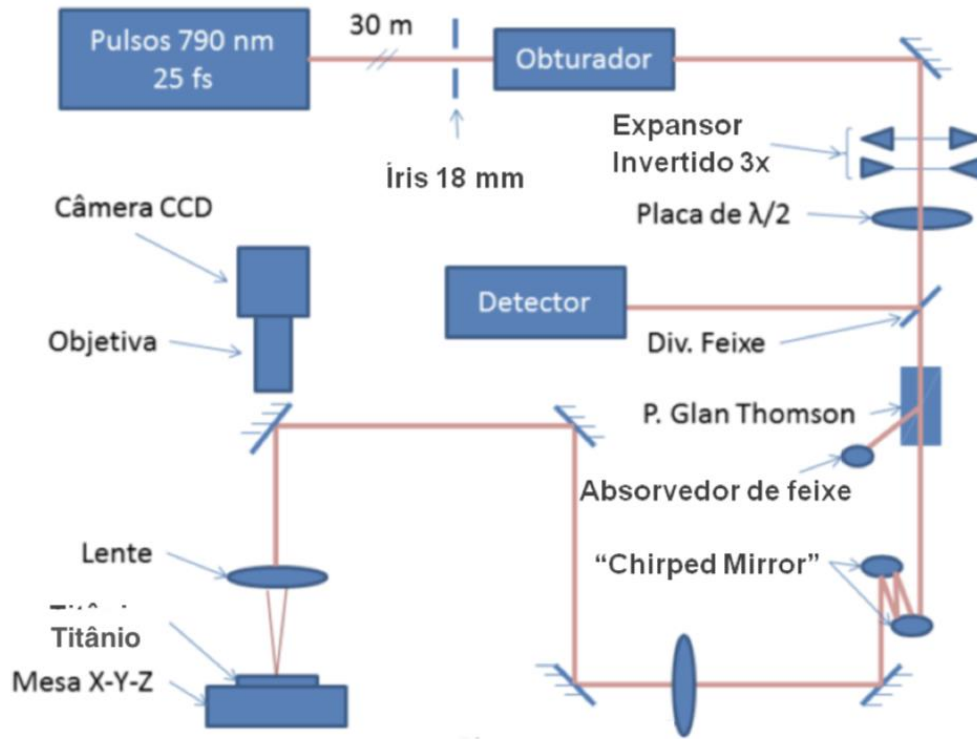 Pulsos 790 nm
25 fs
30 m
Obturador
Íris 18 mm
Expansor
Invertido 3x
Placa de λ/2
Câmera CCD
Detector
Objetiva
Div. Feixe
P. Glan Thomson
Absorvedor de feixe
Lente
“Chirped Mirror”
Titânio
Mesa X-Y-Z